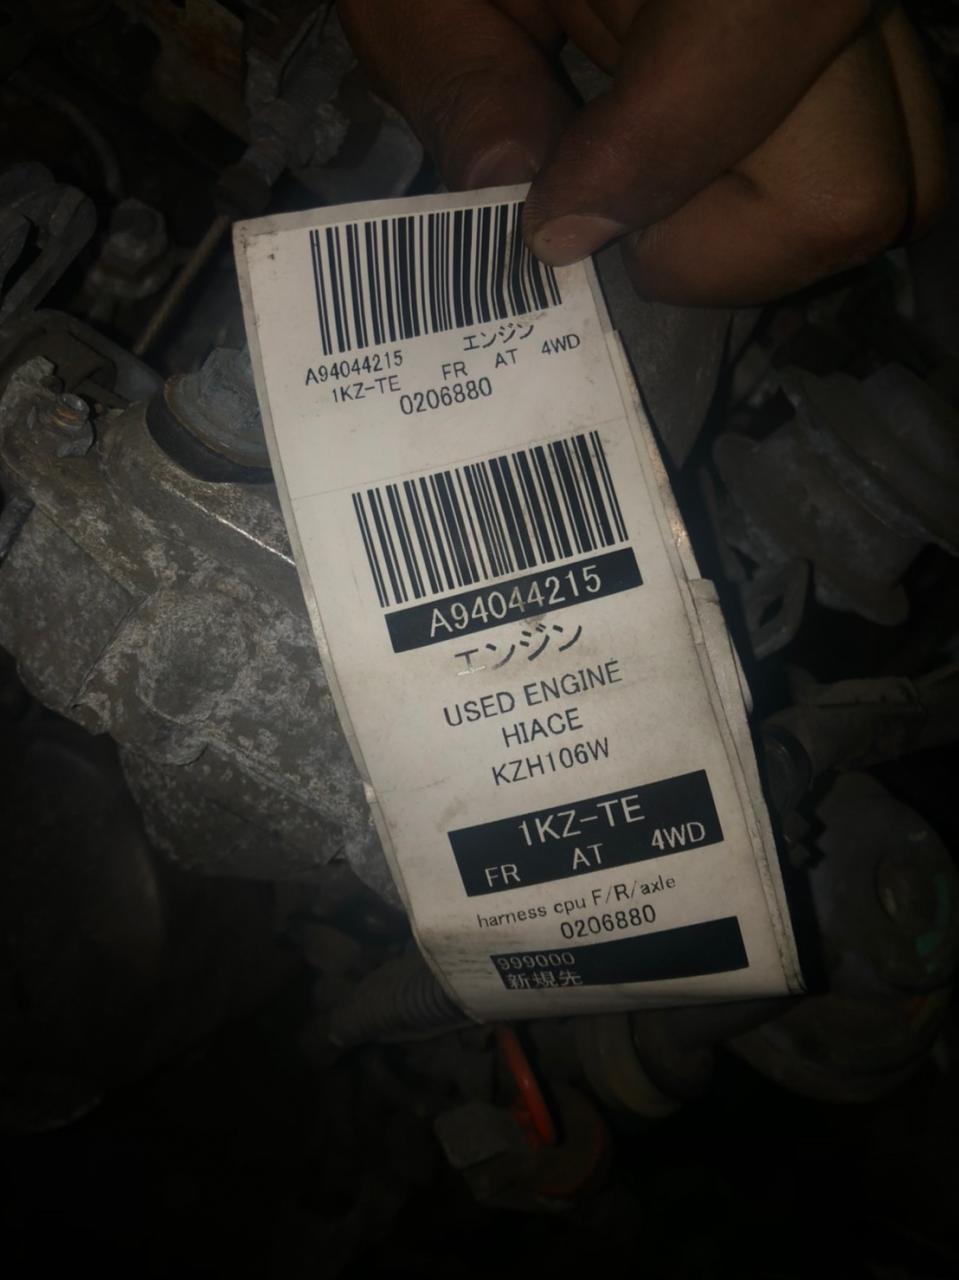 A94044215 エンジン
1KZ-TE FR AT 4WD
0206880
A94044215
エンジン
USED ENGINE
HIACE
KZH106W
1KZ-TE
FR AT 4WD
harness cpu F/R/axle
0206880
999000
新規先